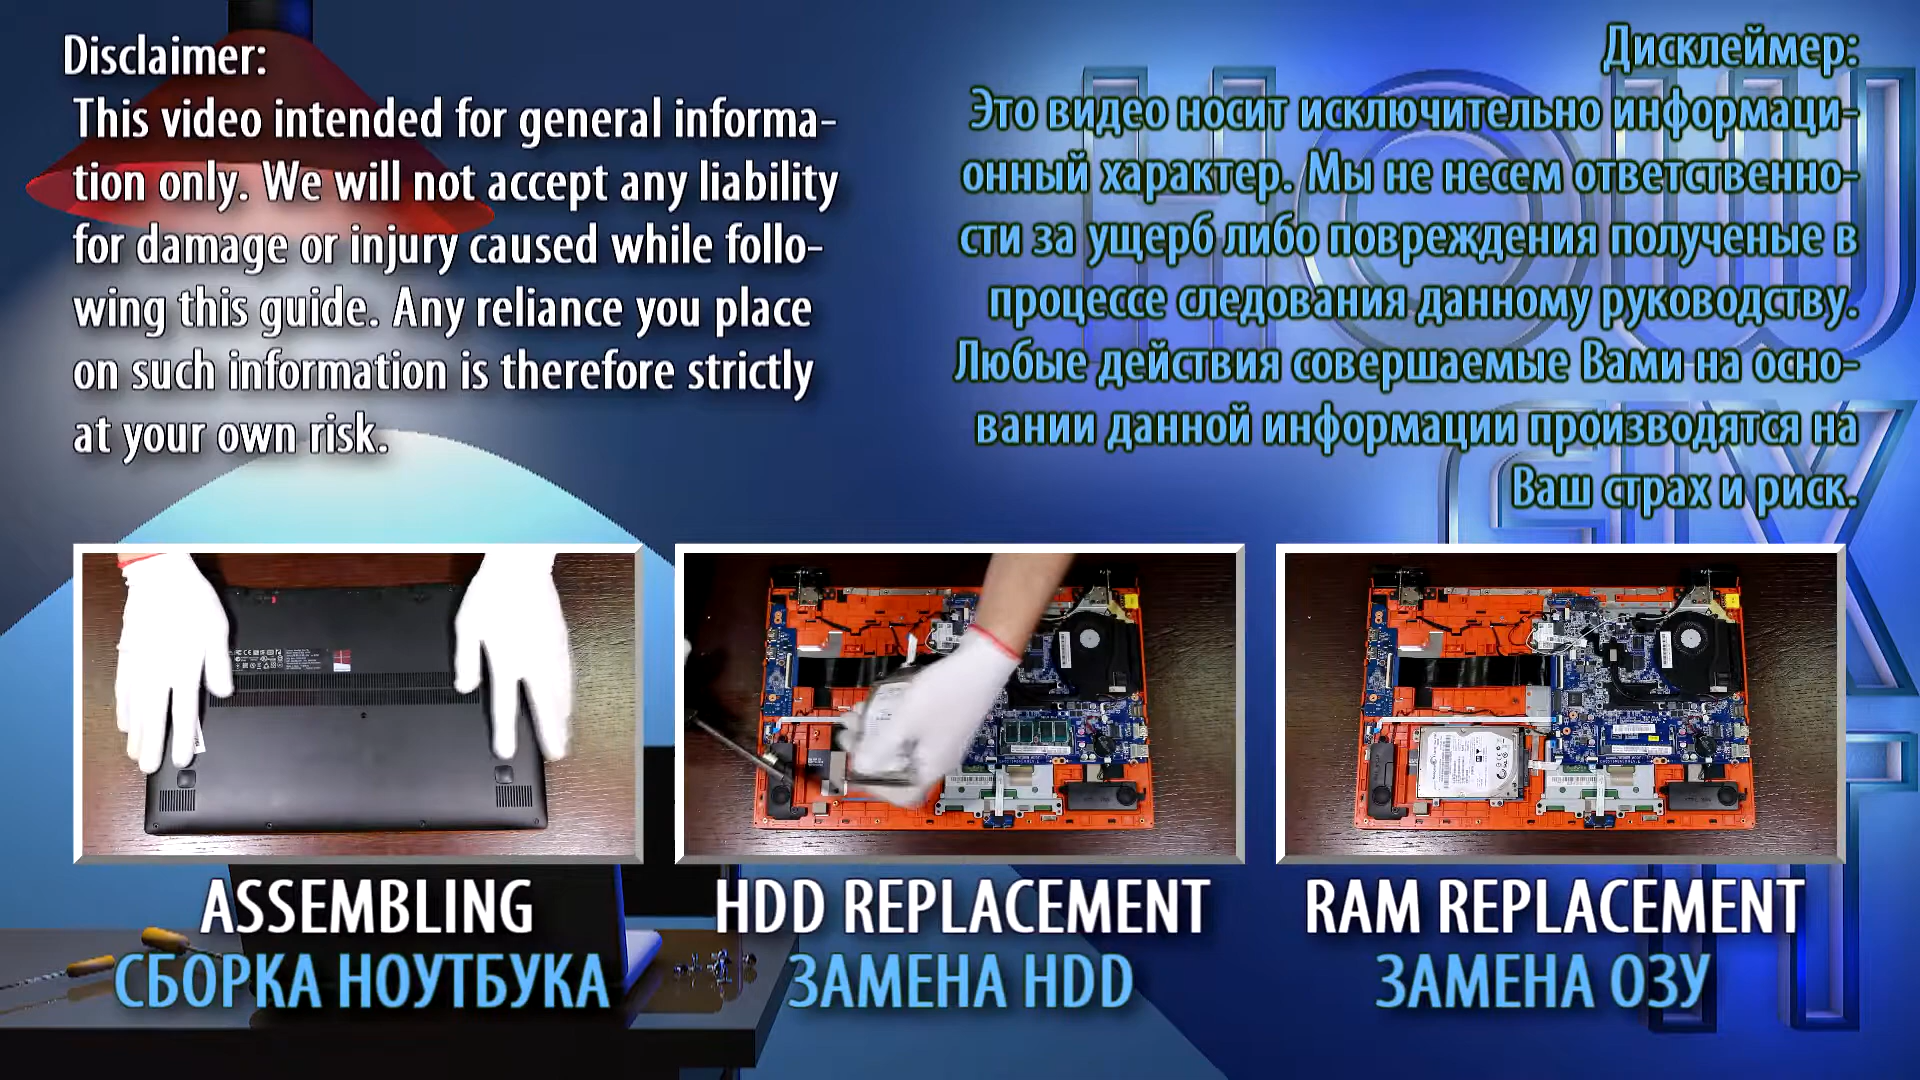 Disclaimer:
This video intended for general informa-
tion only. We will not accept any liability
for damage or injury caused while follo-
wing this guide. Any reliance you place
on such information is therefore strictly
at your own risk.
Дисклеймер:
Это видео носит исключительно информаци-
онный характер. Мы не несем ответственно-
сти за ущерб либо повреждения полученые в
процессе следования данному руководству.
Любые действия совершаемые Вами на осно-
вании данной информации производятся на
Ваш страх и риск.
HOW
FIX
IT
ASSEMBLING
СБОРКА НОУТБУКА
HDD REPLACEMENT
ЗАМЕНА HDD
RAM REPLACEMENT
ЗАМЕНА ОЗУ